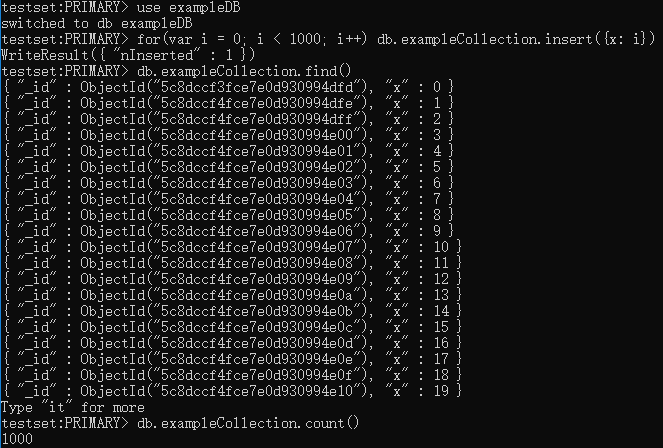 testset:PRIMARY> use exampleDB
switched to db exampleDB
testset:PRIMARY> for(var i = 0; i < 1000; i++) db.exampleCollection.insert({x: i})
WriteResult({ "nInserted" : 1 })
testset:PRIMARY> db.exampleCollection.find()
{ "_id" : ObjectId("5c8dccf3fce7e0d930994dfd"), "x" : 0 }
{ "_id" : ObjectId("5c8dccf4fce7e0d930994dfe"), "x" : 1 }
{ "_id" : ObjectId("5c8dccf4fce7e0d930994dff"), "x" : 2 }
{ "_id" : ObjectId("5c8dccf4fce7e0d930994e00"), "x" : 3 }
{ "_id" : ObjectId("5c8dccf4fce7e0d930994e01"), "x" : 4 }
{ "_id" : ObjectId("5c8dccf4fce7e0d930994e02"), "x" : 5 }
{ "_id" : ObjectId("5c8dccf4fce7e0d930994e03"), "x" : 6 }
{ "_id" : ObjectId("5c8dccf4fce7e0d930994e04"), "x" : 7 }
{ "_id" : ObjectId("5c8dccf4fce7e0d930994e05"), "x" : 8 }
{ "_id" : ObjectId("5c8dccf4fce7e0d930994e06"), "x" : 9 }
{ "_id" : ObjectId("5c8dccf4fce7e0d930994e07"), "x" : 10 }
{ "_id" : ObjectId("5c8dccf4fce7e0d930994e08"), "x" : 11 }
{ "_id" : ObjectId("5c8dccf4fce7e0d930994e09"), "x" : 12 }
{ "_id" : ObjectId("5c8dccf4fce7e0d930994e0a"), "x" : 13 }
{ "_id" : ObjectId("5c8dccf4fce7e0d930994e0b"), "x" : 14 }
{ "_id" : ObjectId("5c8dccf4fce7e0d930994e0c"), "x" : 15 }
{ "_id" : ObjectId("5c8dccf4fce7e0d930994e0d"), "x" : 16 }
{ "_id" : ObjectId("5c8dccf4fce7e0d930994e0e"), "x" : 17 }
{ "_id" : ObjectId("5c8dccf4fce7e0d930994e0f"), "x" : 18 }
{ "_id" : ObjectId("5c8dccf4fce7e0d930994e10"), "x" : 19 }
Type "it" for more
testset:PRIMARY> db.exampleCollection.count()
1000